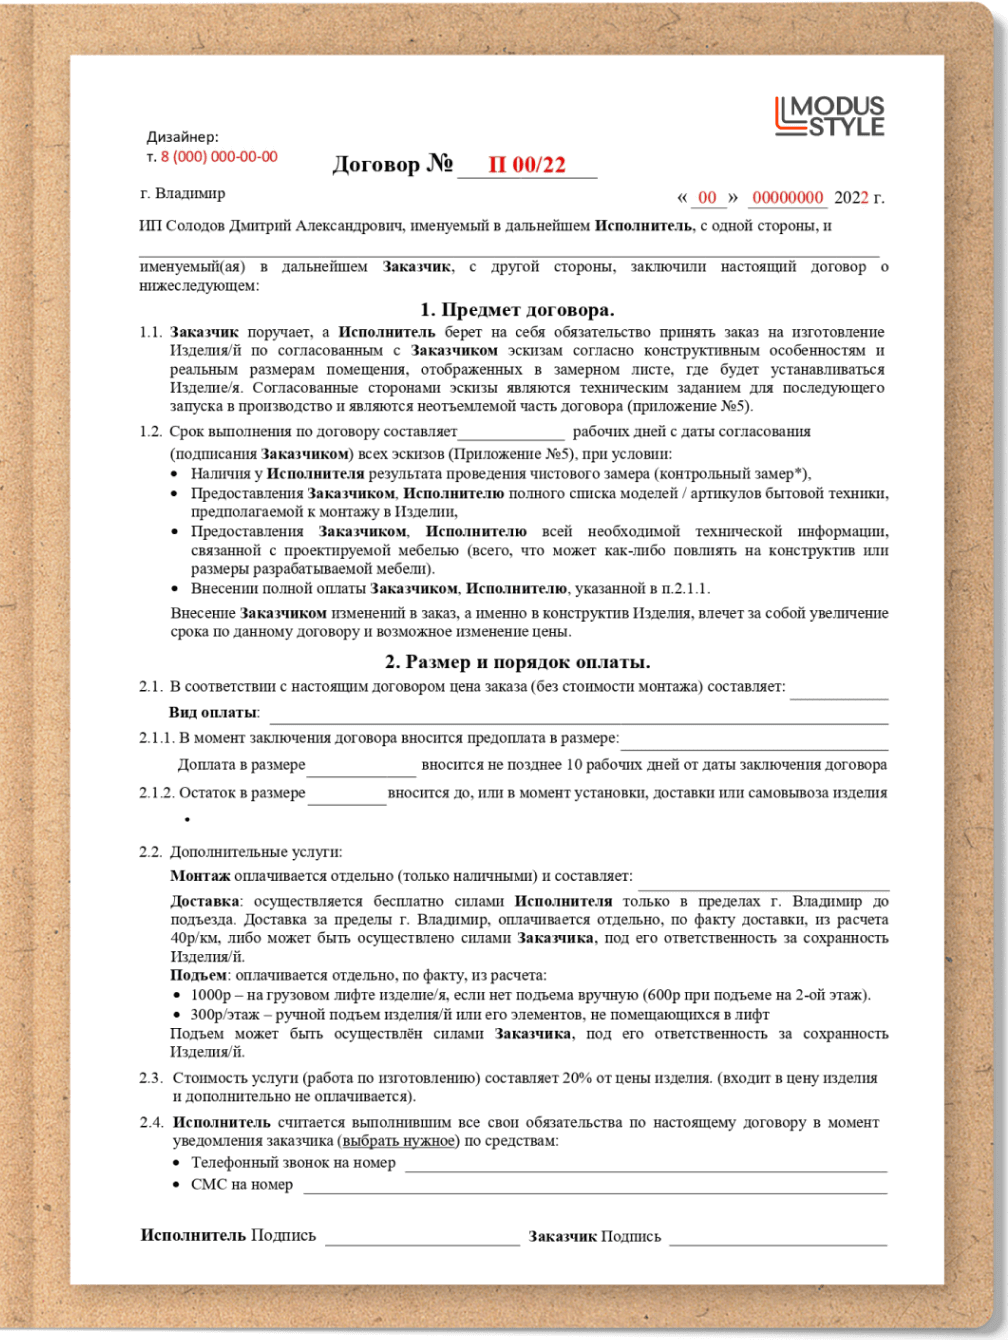 MODUS
STYLE
Дизайнер:
т. 8 (000) 000-00-00
Договор № П 00/22
г. Владимир
« 00 » 00000000 2022 г.
ИП Солодов Дмитрий Александрович, именуемый в дальнейшем Исполнитель, с одной стороны, и
именуемый(ая) в дальнейшем Заказчик, с другой стороны, заключили настоящий договор о
нижеследующем:
1. Предмет договора.
1.1. Заказчик поручает, а Исполнитель берет на себя обязательство принять заказ на изготовление
Изделия/й по согласованным с Заказчиком эскизам согласно конструктивным особенностям и
реальным размерам помещения, отображенных в замерном листе, где будет устанавливаться
Изделие/я. Согласованные сторонами эскизы являются техническим заданием для последующего
запуска в производство и являются неотъемлемой часть договора (приложение №5).
1.2. Срок выполнения по договору составляет_____________ рабочих дней с даты согласования
(подписания Заказчиком) всех эскизов (Приложение №5), при условии:
• Наличия у Исполнителя результата проведения чистового замера (контрольный замер*),
• Предоставления Заказчиком, Исполнителю полного списка моделей / артикулов бытовой техники,
предполагаемой к монтажу в Изделии,
• Предоставления Заказчиком, Исполнителю всей необходимой технической информации,
связанной с проектируемой мебелью (всего, что может как-либо повлиять на конструктив или
размеры разрабатываемой мебели).
• Внесении полной оплаты Заказчиком, Исполнителю, указанной в п.2.1.1.
Внесение Заказчиком изменений в заказ, а именно в конструктив Изделия, влечет за собой увеличение
срока по данному договору и возможное изменение цены.
2. Размер и порядок оплаты.
2.1. В соответствии с настоящим договором цена заказа (без стоимости монтажа) составляет:
Вид оплаты:
2.1.1. В момент заключения договора вносится предоплата в размере:
Доплата в размере______________ вносится не позднее 10 рабочих дней от даты заключения договора
2.1.2. Остаток в размере __________вносится до, или в момент установки, доставки или самовывоза изделия
•
2.2. Дополнительные услуги:
Монтаж оплачивается отдельно (только наличными) и составляет:
Доставка: осуществляется бесплатно силами Исполнителя только в пределах г. Владимир до
подъезда. Доставка за пределы г. Владимир, оплачивается отдельно, по факту доставки, из расчета
40р/км, либо может быть осуществлено силами Заказчика, под его ответственность за сохранность
Изделия/й.
Подъем: оплачивается отдельно, по факту, из расчета:
• 1000р – на грузовом лифте изделие/я, если нет подъема вручную (600р при подъеме на 2-ой этаж).
• 300р/этаж – ручной подъем изделия/й или его элементов, не помещающихся в лифт
Подъем может быть осуществлён силами Заказчика, под его ответственность за сохранность
Изделия/й.
2.3. Стоимость услуги (работа по изготовлению) составляет 20% от цены изделия. (входит в цену изделия
и дополнительно не оплачивается).
2.4. Исполнитель считается выполнившим все свои обязательства по настоящему договору в момент
уведомления заказчика (выбрать нужное) по средствам:
• Телефонный звонок на номер
• СМС на номер
Исполнитель Подпись ____________ Заказчик Подпись ____________